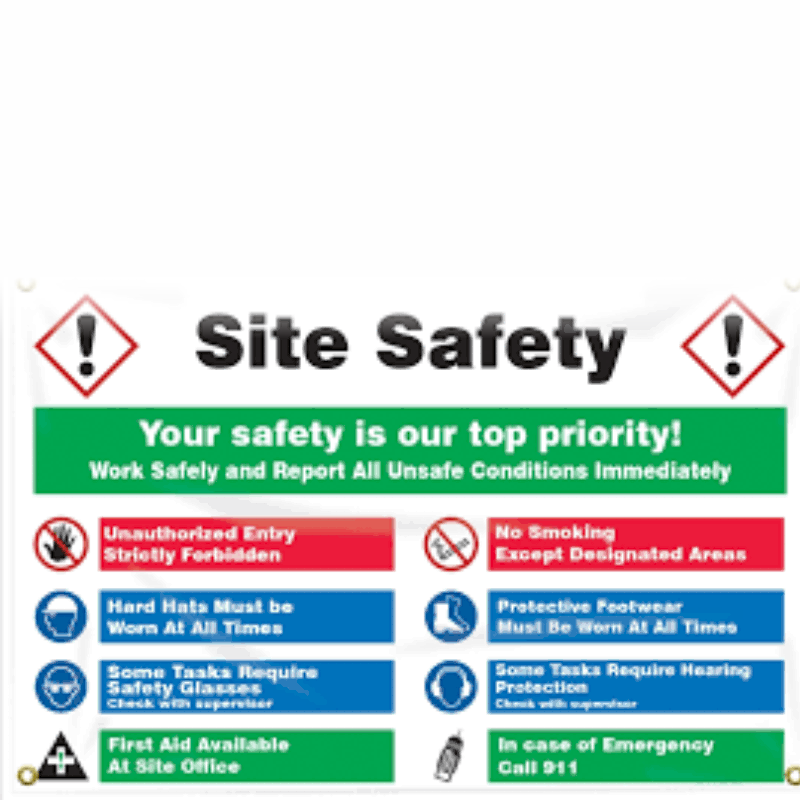 Site Safety
Your safety is our top priority!
Work Safely and Report All Unsafe Conditions Immediately
Unauthorized Entry
Strictly Forbidden
No Smoking
Except Designated Areas
Hard Hats Must be
Worn At All Times
Protective Footwear
Must Be Worn At All Times
Some Tasks Require
Safety Glasses
Check with supervisor
Some Tasks Require Hearing
Protection
Check with supervisor
First Aid Available
At Site Office
In case of Emergency
Call 911